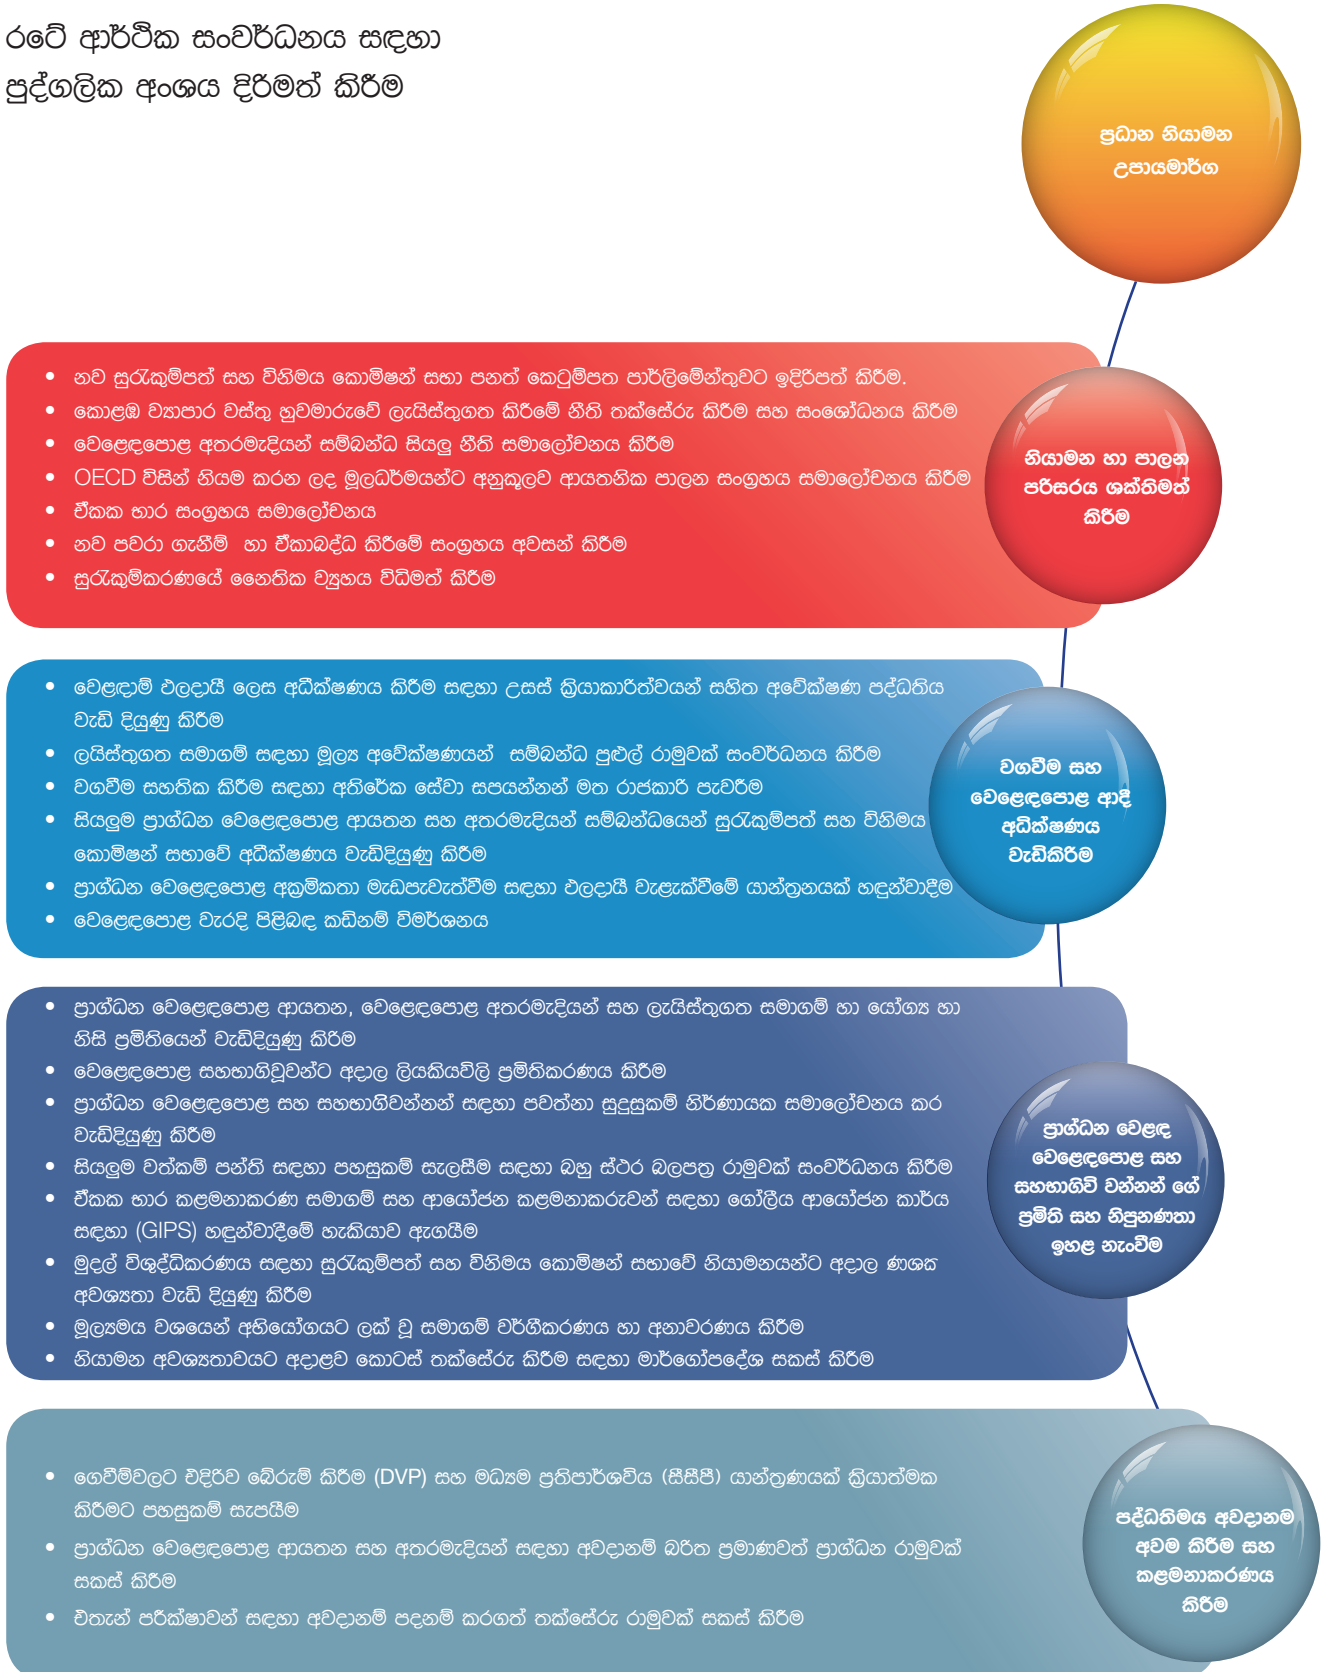 රටේ ආර්ථික සංවර්ධනය සඳහා
පුද්ගලික අංශය දිරිමත් කිරීම
ප්‍රධාන නියාමන
උපායමාර්ග
• නව සුරැකුම්පත් සහ විනිමය කොමිෂන් සභා පනත් කෙටුම්පත පාර්ලිමේන්තුවට ඉදිරිපත් කිරීම.
• කොළඹ ව්‍යාපාර වස්තු හුවමාරුවේ ලැයිස්තුගත කිරීමේ නීති තක්සේරු කිරීම සහ සංශෝධනය කිරීම
• වෙළෙඳපොළ අතරමැදියන් සම්බන්ධ සියලු නීති සමාලෝචනය කිරීම
• OECD විසින් නියම කරන ලද මූලධර්මයන්ට අනුකූලව ආයතනික පාලන සංග්‍රහය සමාලෝචනය කිරීම
• ඒකක භාර සංග්‍රහය සමාලෝචනය
• නව පවරා ගැනීම් හා ඒකාබද්ධ කිරීමේ සංග්‍රහය අවසන් කිරීම
• සුරැකුම්කරණයේ නෛතික ව්‍යුහය විධිමත් කිරීම
නියාමන හා පාලන
පරිසරය ශක්තිමත්
කිරීම
• වෙළඳාම් ඵලදායී ලෙස අධීක්ෂණය කිරීම සඳහා උසස් ක්‍රියාකාරිත්වයන් සහිත අවේක්ෂණ පද්ධතිය
වැඩි දියුණු කිරීම
• ලයිස්තුගත සමාගම් සඳහා මූල්‍ය අවේක්ෂණයන් සම්බන්ධ පුළුල් රාමුවක් සංවර්ධනය කිරීම
• වගවීම සහතික කිරීම සඳහා අතිරේක සේවා සපයන්නන් මත රාජකාරි පැවරීම
• සියලුම ප්‍රාග්ධන වෙළෙඳපොළ ආයතන සහ අතරමැදියන් සම්බන්ධයෙන් සුරැකුම්පත් සහ විනිමය
කොමිෂන් සභාවේ අධීක්ෂණය වැඩිදියුණු කිරීම
• ප්‍රාග්ධන වෙළෙඳපොළ අක්‍රමිකතා මැඩපැවැත්වීම සඳහා ඵලදායී වැළැක්වීමේ යාන්ත්‍රනයක් හඳුන්වාදීම
• වෙළෙඳපොළ වැරදි පිළිබඳ කඩිනම් විමර්ශනය
වගවීම සහ
වෙළෙඳපොළ ආදී
අධික්ෂණය
වැඩිකිරිම
• ප්‍රාග්ධන වෙළෙඳපොළ ආයතන, වෙළෙඳපොළ අතරමැදියන් සහ ලැයිස්තුගත සමාගම් හා යෝග්‍ය හා
නිසි ප්‍රමිතියෙන් වැඩිදියුණු කිරිම
• වෙළෙඳපොළ සහභාගිවූවන්ට අදාල ලියකියවිලි ප්‍රමිතිකරණය කිරීම
• ප්‍රාග්ධන වෙළෙඳපොළ සහ සහභාගිවන්නන් සඳහා පවත්නා සුදුසුකම් නිර්ණායක සමාලෝචනය කර
වැඩිදියුණු කිරීම
• සියලුම වත්කම් පන්ති සඳහා පහසුකම් සැලසීම සඳහා බහු ස්ථර බලපත්‍ර රාමුවක් සංවර්ධනය කිරීම
• ඒකක භාර කළමනාකරණ සමාගම් සහ ආයෝජන කළමනාකරුවන් සඳහා ගෝලීය ආයෝජන කාර්ය
සඳහා (GIPS) හඳුන්වාදීමේ හැකියාව ඇගයීම
• මුදල් විශුද්ධිකරණය සඳහා සුරැකුම්පත් සහ විනිමය කොමිෂන් සභාවේ නියාමනයන්ට අදාල
අවශ්‍යතා වැඩි දියුණු කිරීම
• මූල්‍යමය වශයෙන් අභියෝගයට ලක් වූ සමාගම් වර්ගීකරණය හා අනාවරණය කිරීම
• නියාමන අවශ්‍යතාවයට අදාළව කොටස් තක්සේරු කිරීම සඳහා මාර්ගෝපදේශ සකස් කිරීම
ප්‍රාග්ධන වෙළඳ
වෙළෙඳපොළ සහ
සහභාගිවි වන්නන් ගේ
ප්‍රමිති සහ නිපුනණතා
ඉහළ නැංවීම
• ගෙවීම්වලට එදිරිව බේරුම් කිරීම (DVP) සහ මධ්‍යම ප්‍රතිපාර්ශවිය (සීසීපී) යාන්ත්‍රණයක් ක්‍රියාත්මක
කිරීමට පහසුකම් සැපයීම
• ප්‍රාග්ධන වෙළෙඳපොළ ආයතන සහ අතරමැදියන් සඳහා අවදානම් බරිත ප්‍රමාණවත් ප්‍රාග්ධන රාමුවක්
සකස් කිරීම
• එතැන් පරීක්ෂාවන් සඳහා අවදානම් පදනම් කරගත් තක්සේරු රාමුවක් සකස් කිරීම
පද්ධතිමය අවදානම
අවම කිරීම සහ
කළමනාකරණය
කිරීම